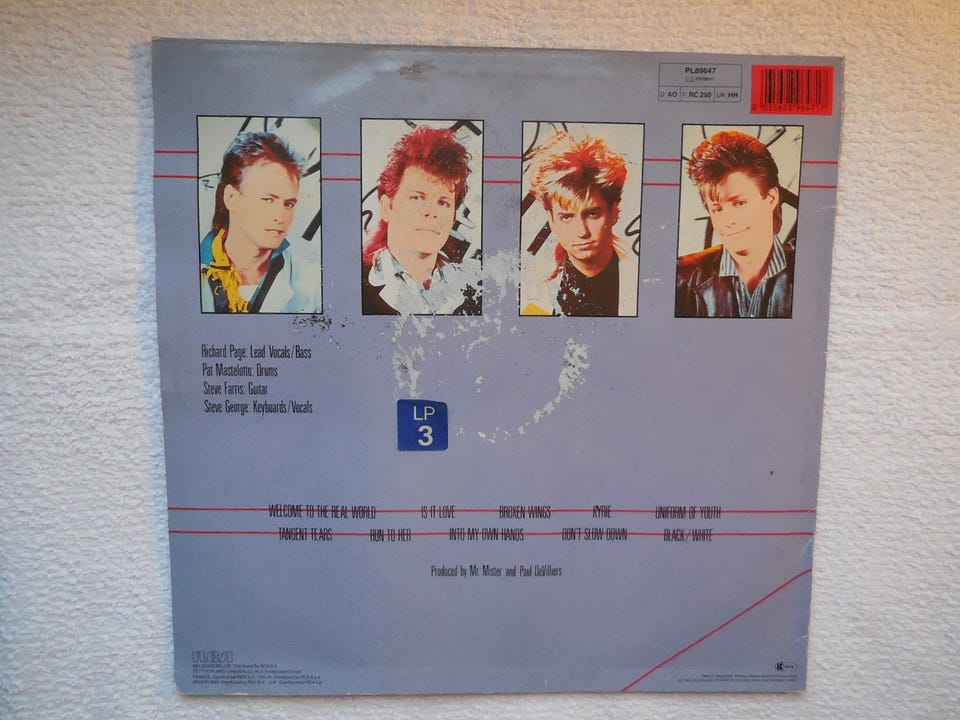 PL89647
D: AO F: RC 250 UK: HH
0 035628 964717
Richard Page: Lead Vocals/Bass
Pat Mastelotto: Drums
Steve Farris: Guitar
Steve George: Keyboards/Vocals
LP
3
WELCOME TO THE REAL WORLD IS IT LOVE BROKEN WINGS KYRIE UNIFORM OF YOUTH
TANGENT TEARS RUN TO HER INTO MY OWN HANDS DON'T SLOW DOWN BLACK/WHITE
Produced by Mr. Mister and Paul DeVilliers
RCA